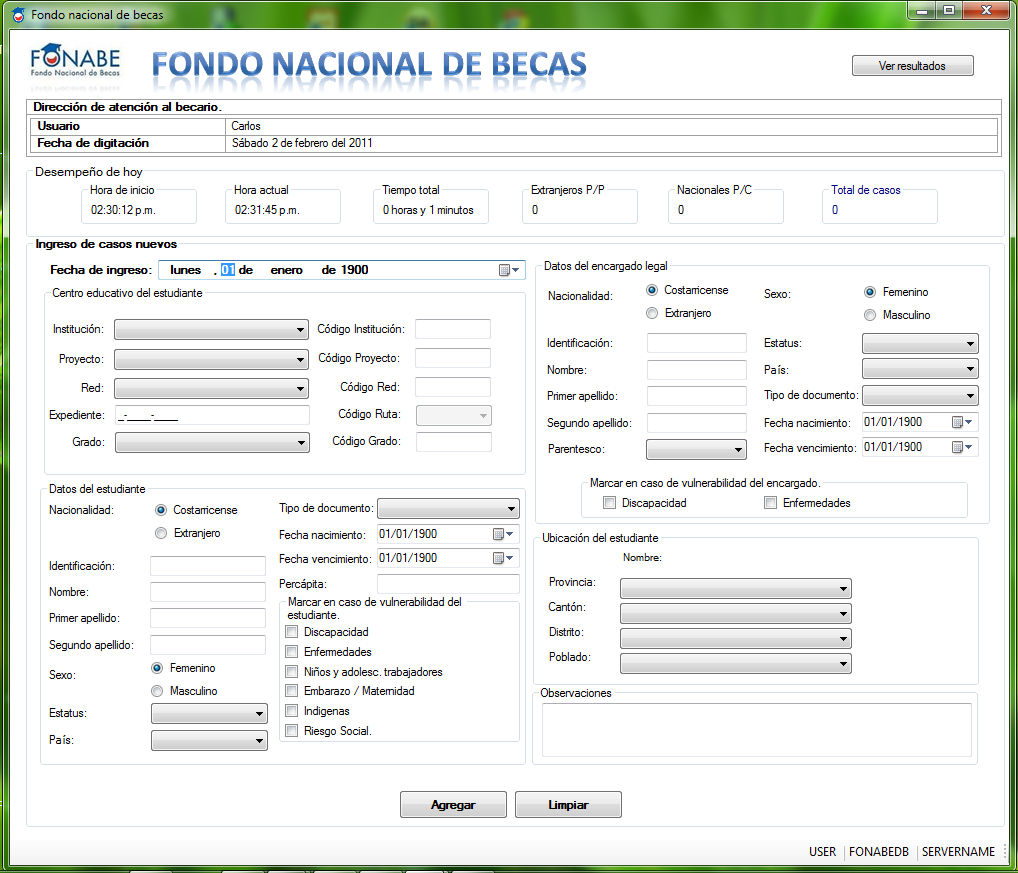 Fondo nacional de becas
FONABE
Fondo Nacional de Becas
FONDO NACIONAL DE BECAS
Ver resultados
Dirección de atención al becario.
Usuario Carlos
Fecha de digitación Sábado 2 de febrero del 2011
Desempeño de hoy
Hora de inicio Hora actual Tiempo total Extranjeros P/P Nacionales P/C Total de casos
02:30:12 p.m. 02:31:45 p.m. 0 horas y 1 minutos 0 0 0
Ingreso de casos nuevos
Fecha de ingreso: lunes , 01 de enero de 1900
Centro educativo del estudiante
Institución: Código Institución:
Proyecto: Código Proyecto:
Red: Código Red:
Expediente: _-____-____ Código Ruta:
Grado: Código Grado:
Datos del estudiante
Nacionalidad: Costarricense
Extranjero
Identificación:
Nombre:
Primer apellido:
Segundo apellido:
Sexo: Femenino
Masculino
Estatus:
País:
Tipo de documento:
Fecha nacimiento: 01/01/1900
Fecha vencimiento: 01/01/1900
Percápita:
Marcar en caso de vulnerabilidad del
estudiante.
Discapacidad
Enfermedades
Niños y adolesc. trabajadores
Embarazo / Maternidad
Indigenas
Riesgo Social.
Datos del encargado legal
Nacionalidad: Costarricense
Extranjero
Sexo: Femenino
Masculino
Identificación: Estatus:
Nombre: País:
Primer apellido: Tipo de documento:
Segundo apellido: Fecha nacimiento: 01/01/1900
Parentesco: Fecha vencimiento: 01/01/1900
Marcar en caso de vulnerabilidad del encargado.
Discapacidad Enfermedades
Ubicación del estudiante
Nombre:
Provincia:
Cantón:
Distrito:
Poblado:
Observaciones
Agregar Limpiar
USER FONABEDB SERVERNAME